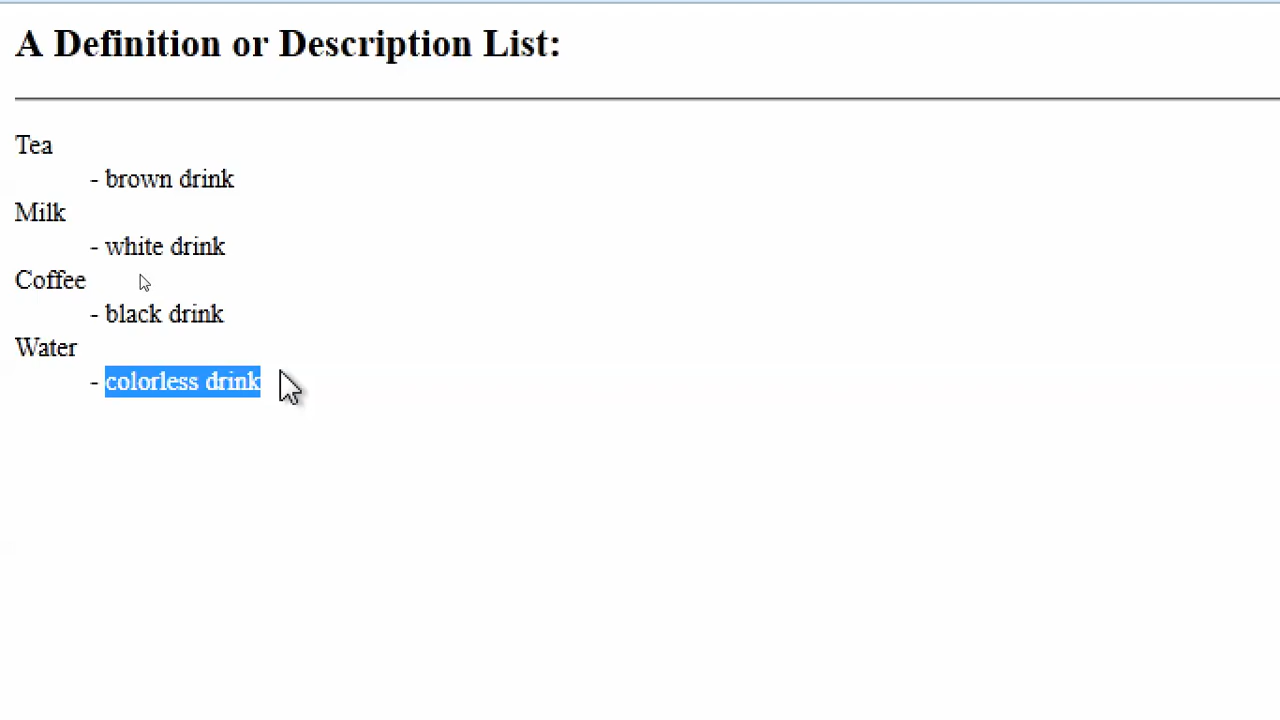 A Definition or Description List:
Tea
- brown drink
Milk
- white drink
Coffee
- black drink
Water
- colorless drink